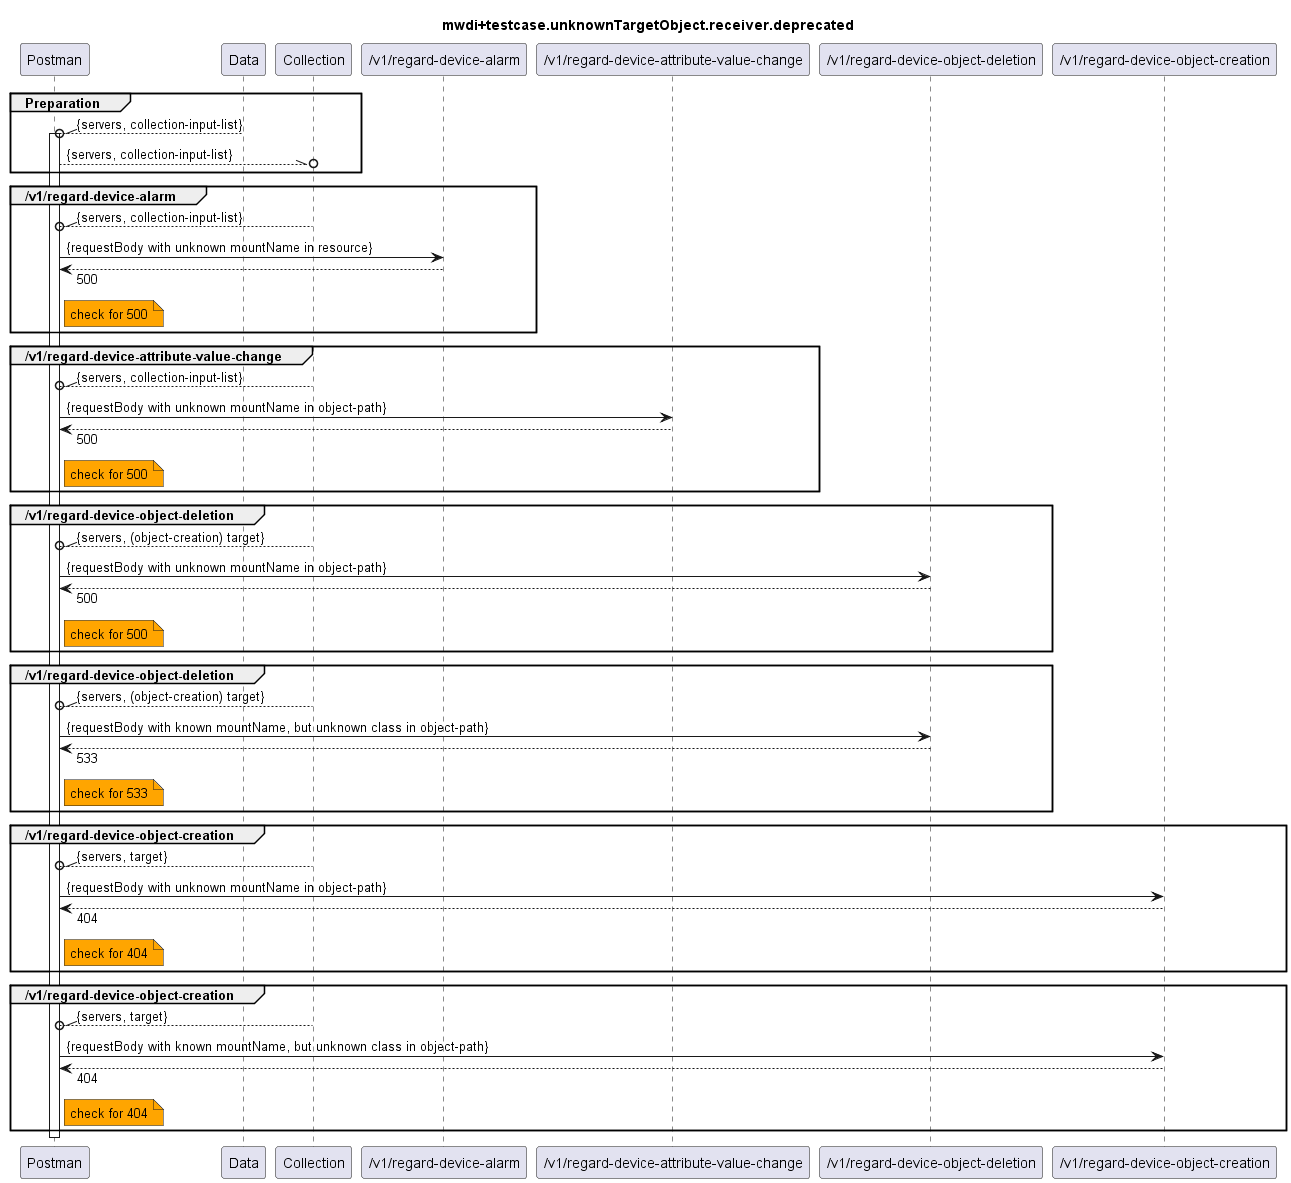 mwdi+testcase.unknownTargetObject.receiver.deprecated
Postman
Data
Collection
/v1/regard-device-alarm
/v1/regard-device-attribute-value-change
/v1/regard-device-object-deletion
/v1/regard-device-object-creation
Preparation
{servers, collection-input-list}
{servers, collection-input-list}
/v1/regard-device-alarm
{servers, collection-input-list}
{requestBody with unknown mountName in resource}
500
check for 500
/v1/regard-device-attribute-value-change
{servers, collection-input-list}
{requestBody with unknown mountName in object-path}
500
check for 500
/v1/regard-device-object-deletion
{servers, (object-creation) target}
{requestBody with unknown mountName in object-path}
500
check for 500
/v1/regard-device-object-deletion
{servers, (object-creation) target}
{requestBody with known mountName, but unknown class in object-path}
533
check for 533
/v1/regard-device-object-creation
{servers, target}
{requestBody with unknown mountName in object-path}
404
check for 404
/v1/regard-device-object-creation
{servers, target}
{requestBody with known mountName, but unknown class in object-path}
404
check for 404
Postman
Data
Collection
/v1/regard-device-alarm
/v1/regard-device-attribute-value-change
/v1/regard-device-object-deletion
/v1/regard-device-object-creation